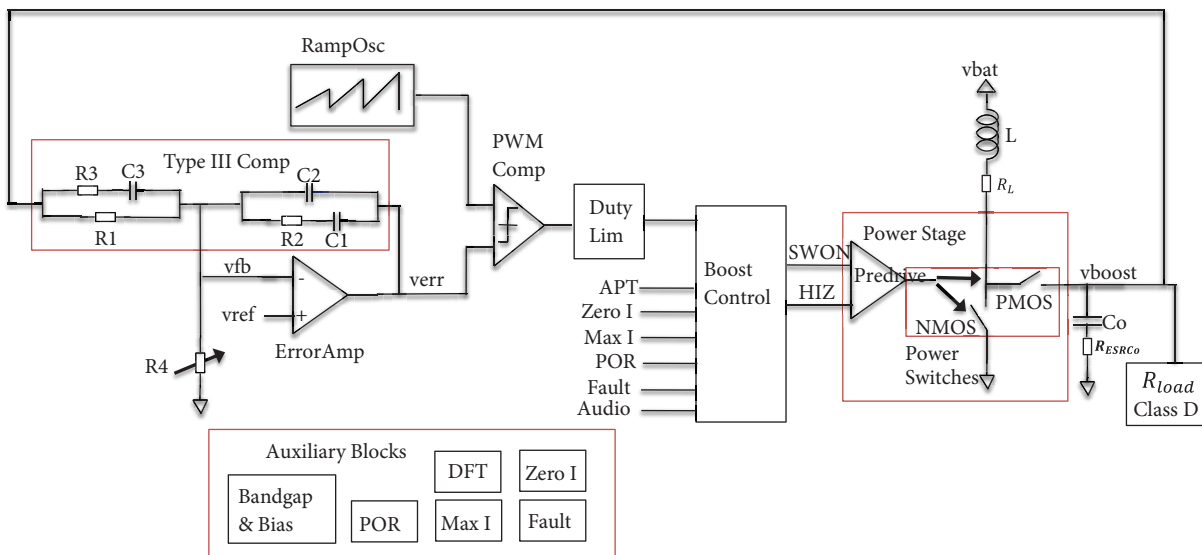 RampOsc
vbat
L
R_L
Type III Comp
R3
C3
C2
R1
R2
C1
PWM
Comp
Duty
Lim
Power Stage
SWON
Predrive
Boost
Control
HIZ
vboost
PMOS
NMOS
Co
R_ESRCo
Power
Switches
R_load
Class D
vfb
-
verr
vref
+
ErrorAmp
R4
APT
Zero I
Max I
POR
Fault
Audio
Auxiliary Blocks
DFT
Zero I
Bandgap
& Bias
POR
Max I
Fault